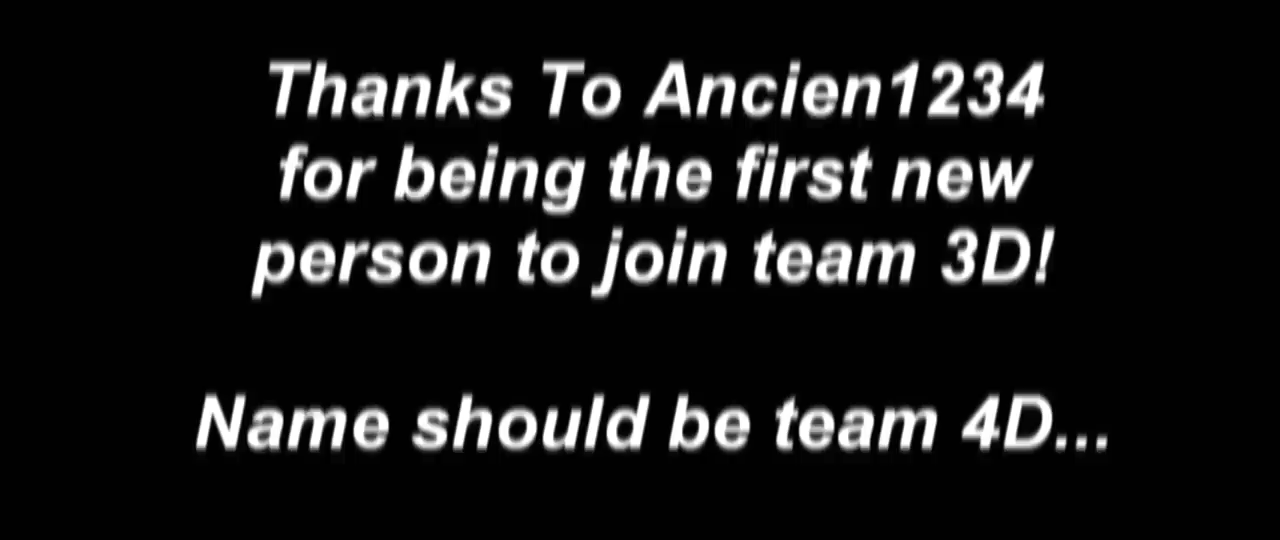 Thanks To Ancien1234
for being the first new
person to join team 3D!
Name should be team 4D...